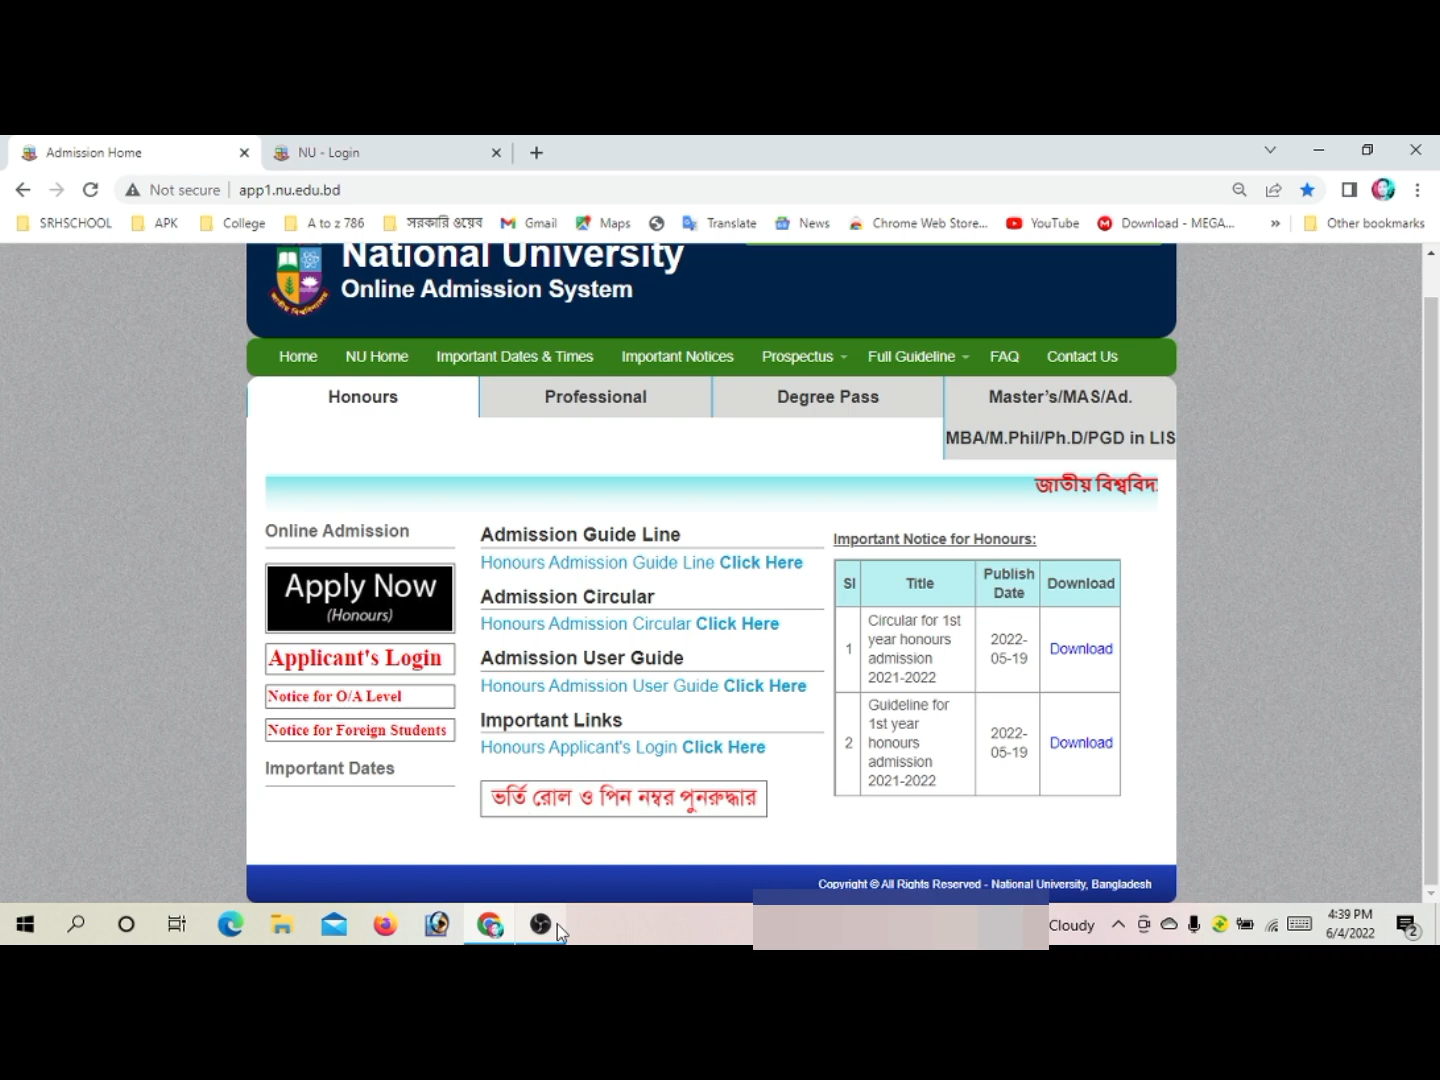 Admission Home
NU - Login
Not secure
app1.nu.edu.bd
SRHSCHOOL
APK
College
A to z 786
সরকারি ওয়েব
Gmail
Maps
Translate
News
Chrome Web Store...
YouTube
Download - MEGA...
»
Other bookmarks
National University
Online Admission System
Home
NU Home
Important Dates & Times
Important Notices
Prospectus
Full Guideline
FAQ
Contact Us
Honours
Professional
Degree Pass
Master's/MAS/Ad.
MBA/M.Phil/Ph.D/PGD in LIS
জাতীয়
Online Admission
Apply Now
(Honours)
Applicant's Login
Notice for O/A Level
Notice for Foreign Students
Important Dates
Admission Guide Line
Honours Admission Guide Line Click Here
Admission Circular
Honours Admission Circular Click Here
Admission User Guide
Honours Admission User Guide Click Here
Important Links
Honours Applicant's Login Click Here
ভর্তি রোল ও পিন নম্বর পুনরুদ্ধার
Important Notice for Honours:
Sl
Title
Publish
Date
Download
1
Circular for 1st
year honours
admission
2021-2022
2022-
05-19
Download
2
Guideline for
1st year
honours
admission
2021-2022
2022-
05-19
Download
Copyright © All Rights Reserved - National University, Bangladesh
Cloudy
4:39 PM
6/4/2022
2